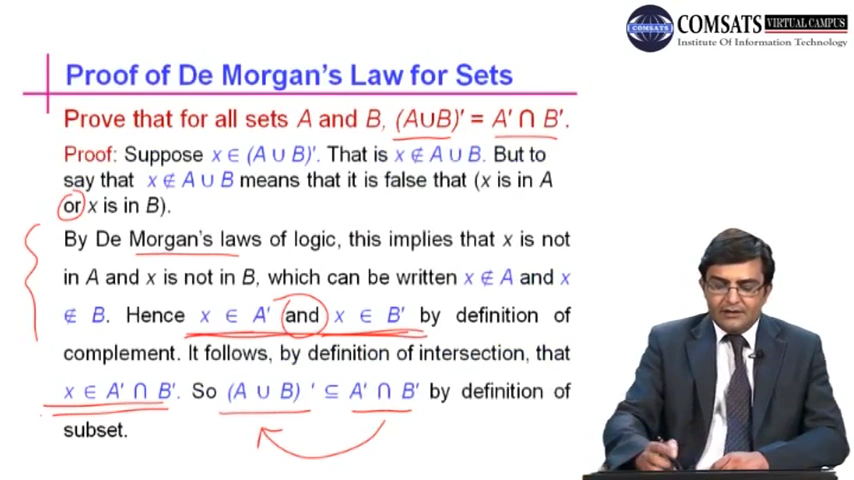 COMSATS VIRTUAL CAMPUS
Institute Of Information Technology
Proof of De Morgan's Law for Sets
Prove that for all sets A and B, (A∪B)′ = A′ ∩ B′.
Proof: Suppose x ∈ (A ∪ B)′. That is x ∉ A ∪ B. But to
say that x ∉ A ∪ B means that it is false that (x is in A
or x is in B).
By De Morgan's laws of logic, this implies that x is not
in A and x is not in B, which can be written x ∉ A and x
∉ B. Hence x ∈ A′ and x ∈ B′ by definition of
complement. It follows, by definition of intersection, that
x ∈ A′ ∩ B′. So (A ∪ B) ′ ⊆ A′ ∩ B′ by definition of
subset.